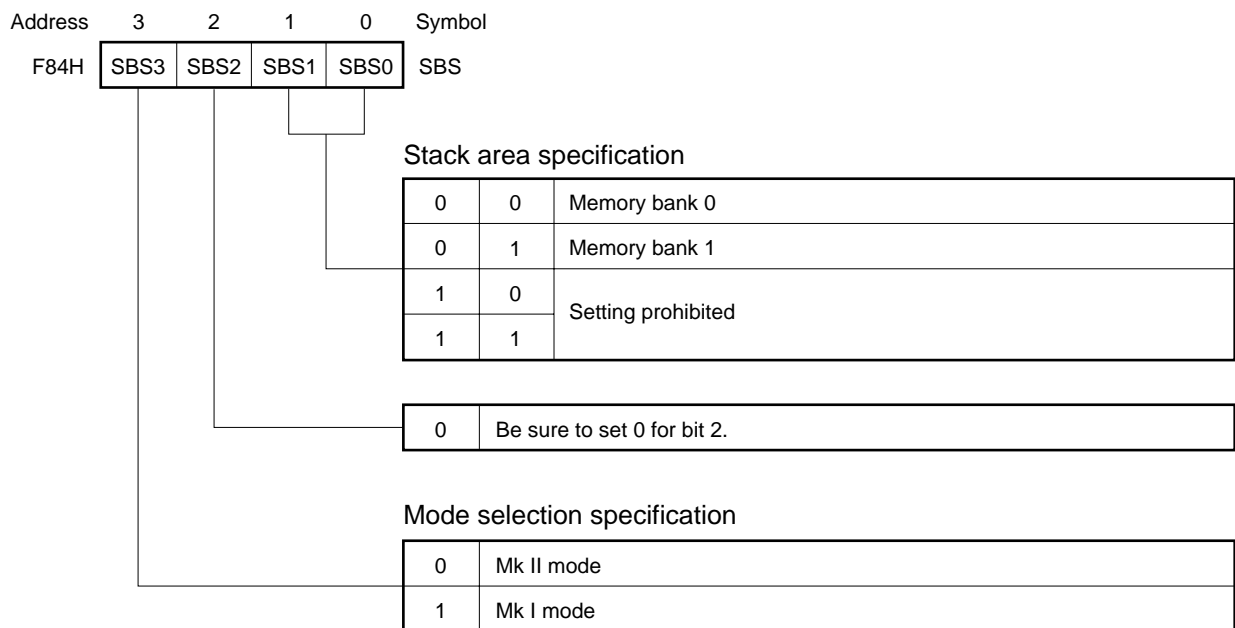 Address 3 2 1 0 Symbol
F84H SBS3 SBS2 SBS1 SBS0 SBS
Stack area specification
0 0 Memory bank 0
0 1 Memory bank 1
1 0 Setting prohibited
1 1
0 Be sure to set 0 for bit 2.
Mode selection specification
0 Mk II mode
1 Mk I mode